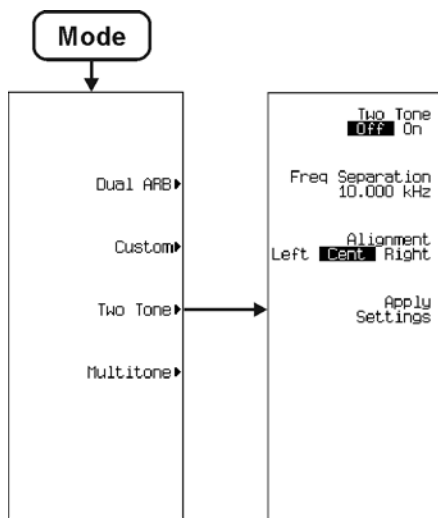 Mode
Dual ARB
Custom
Two Tone
Multitone
Two Tone
Off On
Freq Separation
10.000 kHz
Alignment
Left Cent Right
Apply
Settings